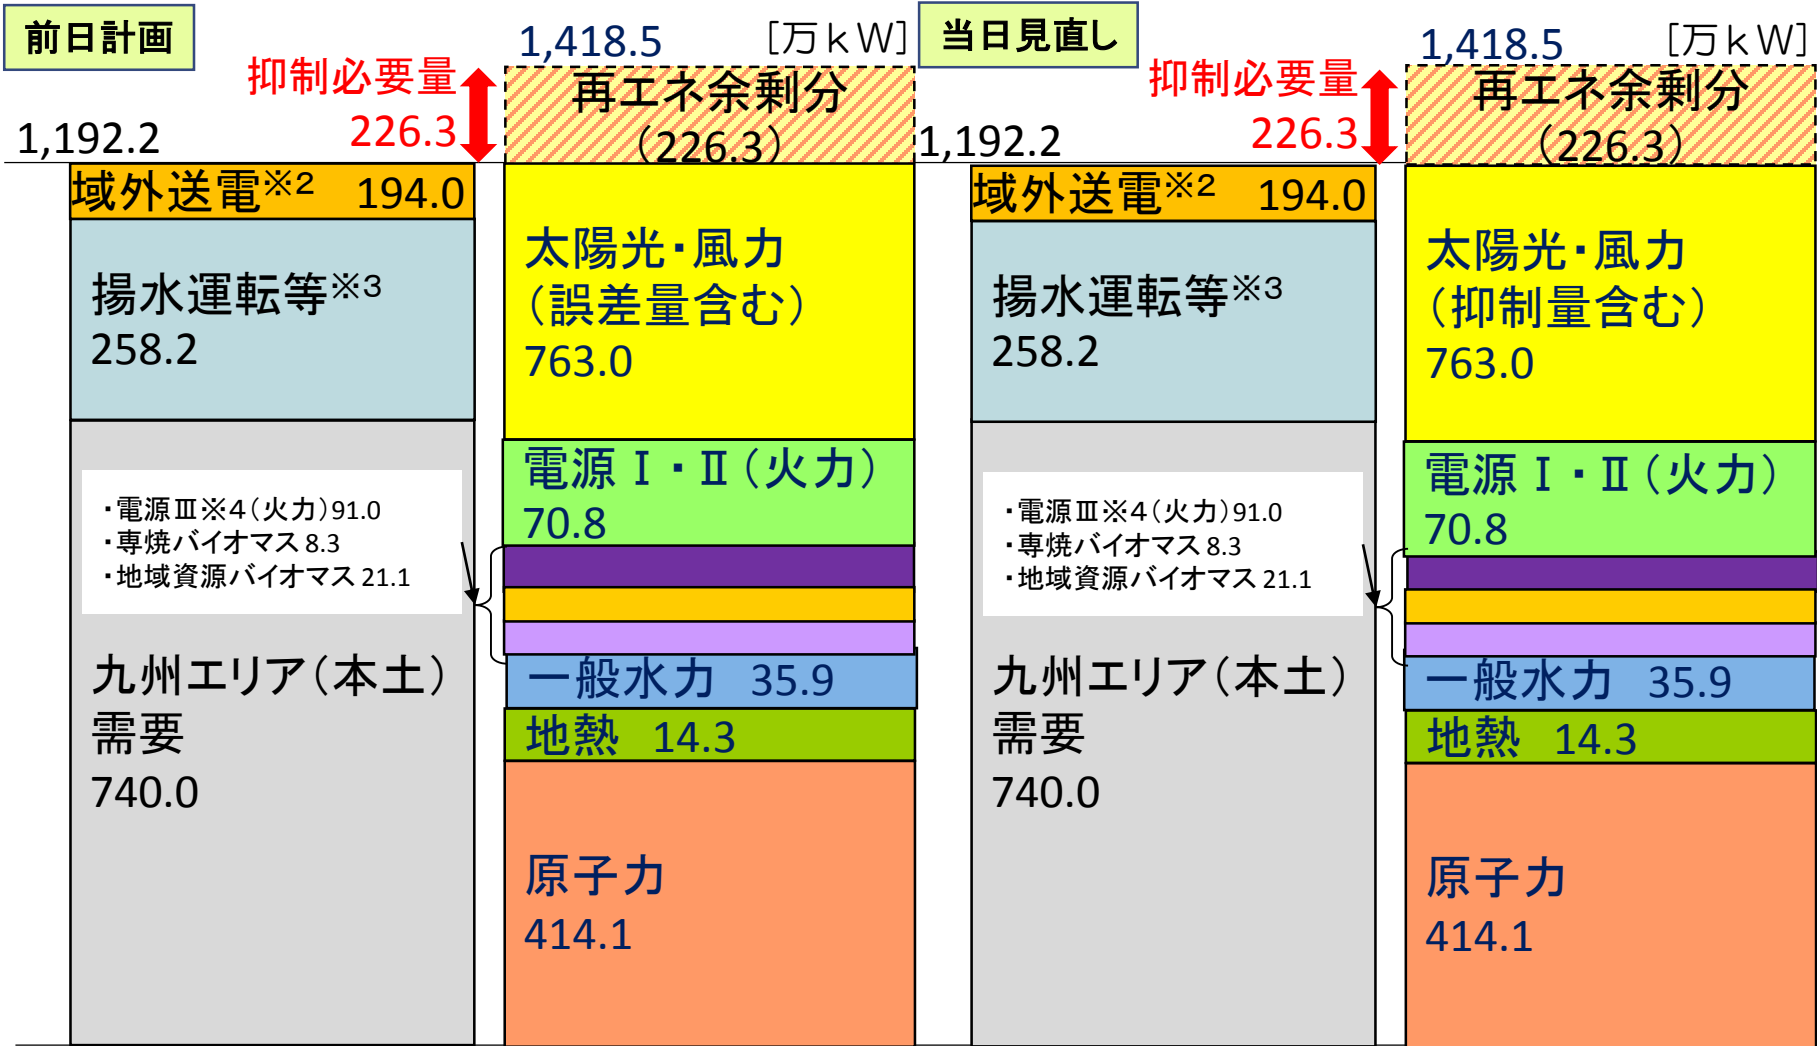 前日計画
1,418.5 [万kW]
抑制必要量
226.3
再エネ余剰分
(226.3)
1,192.2
域外送電※2 194.0
揚水運転等※3
258.2
・電源Ⅲ※4(火力)91.0
・専焼バイオマス 8.3
・地域資源バイオマス 21.1
九州エリア(本土)
需要
740.0
太陽光・風力
(誤差量含む)
763.0
電源Ⅰ・Ⅱ(火力)
70.8
一般水力 35.9
地熱 14.3
原子力
414.1
当日見直し
1,418.5 [万kW]
抑制必要量
226.3
再エネ余剰分
(226.3)
1,192.2
域外送電※2 194.0
揚水運転等※3
258.2
・電源Ⅲ※4(火力)91.0
・専焼バイオマス 8.3
・地域資源バイオマス 21.1
九州エリア(本土)
需要
740.0
太陽光・風力
(抑制量含む)
763.0
電源Ⅰ・Ⅱ(火力)
70.8
一般水力 35.9
地熱 14.3
原子力
414.1